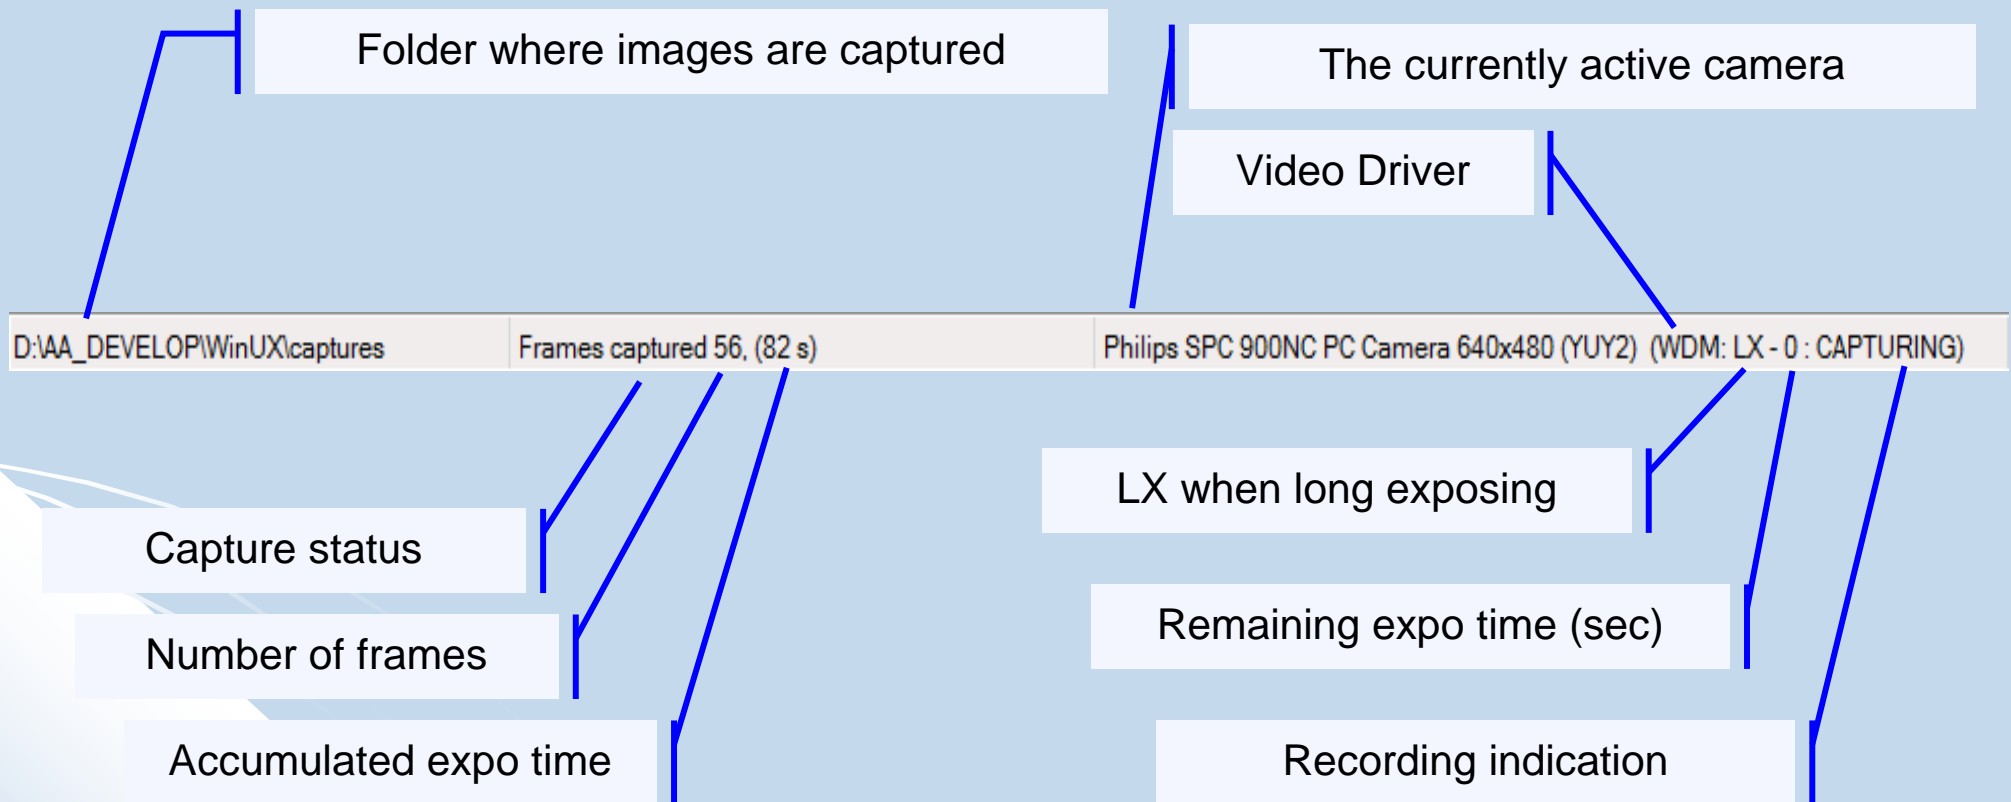 Folder where images are captured
The currently active camera
Video Driver
D:\AA_DEVELOP\WinUX\captures
Frames captured 56, (82 s)
Philips SPC 900NC PC Camera 640x480 (YUY2)  (WDM: LX - 0 : CAPTURING)
LX when long exposing
Capture status
Remaining expo time (sec)
Number of frames
Accumulated expo time
Recording indication